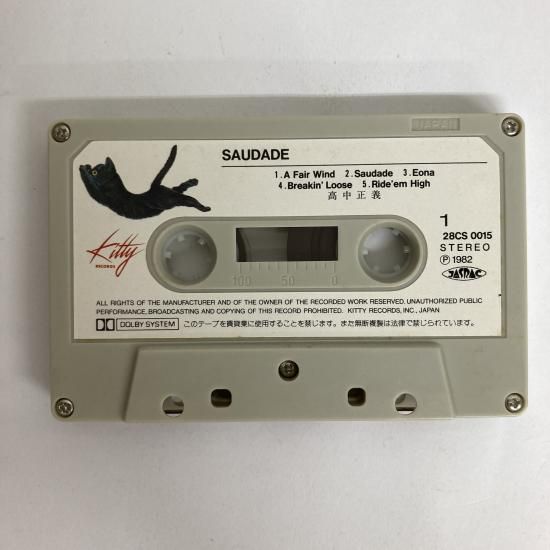 JAPAN
SAUDADE
1.A Fair Wind 2.Saudade 3.Eona
4.Breakin' Loose 5.Ride'em High
高中正義
Kitty
RECORDS
1
28CS 0015
STEREO
Ⓟ1982
JASRAC
100 50 0
ALL RIGHTS OF THE MANUFACTURER AND OF THE OWNER OF THE RECORDED WORK RESERVED. UNAUTHORIZED PUBLIC
PERFORMANCE, BROADCASTING AND COPYING OF THIS RECORD PROHIBITED. KITTY RECORDS, INC., JAPAN
DOLBY SYSTEM このテープを賃貸業に使用することを禁じます。また無断複製は法律で禁じられています。